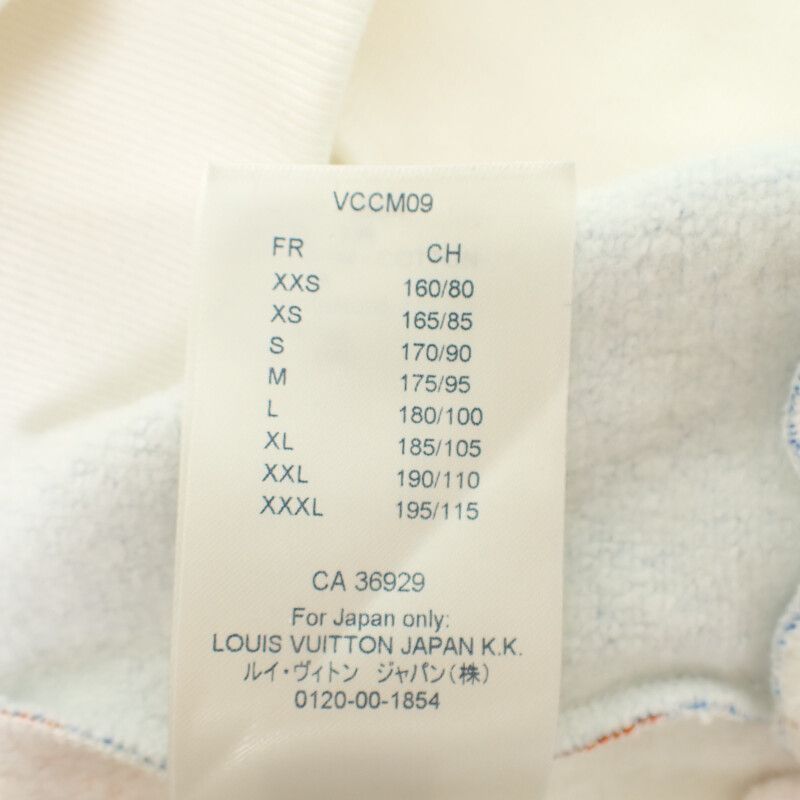 VCCM09
FR CH
XXS 160/80
XS 165/85
S 170/90
M 175/95
L 180/100
XL 185/105
XXL 190/110
XXXL 195/115
CA 36929
For Japan only:
LOUIS VUITTON JAPAN K.K.
ルイ・ヴィトン ジャパン(株)
0120-00-1854